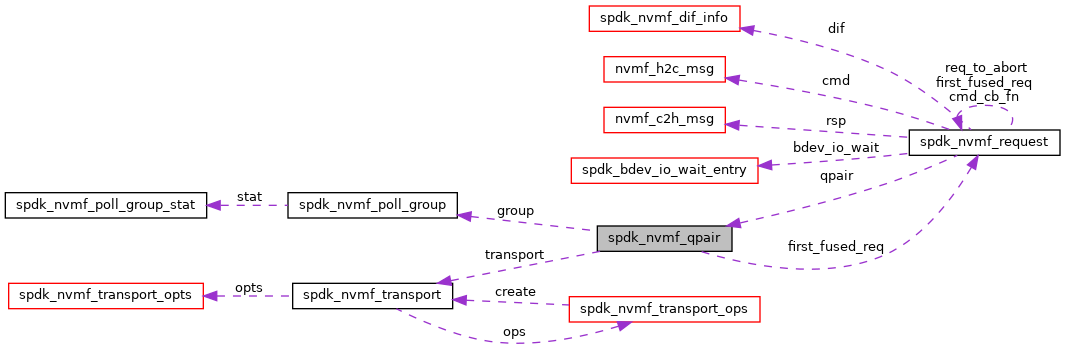 spdk_nvmf_dif_info
dif
nvmf_h2c_msg
cmd
req_to_abort
first_fused_req
cmd_cb_fn
nvmf_c2h_msg
rsp
spdk_nvmf_request
bdev_io_wait
spdk_bdev_io_wait_entry
qpair
spdk_nvmf_poll_group_stat
stat
spdk_nvmf_poll_group
group
spdk_nvmf_qpair
first_fused_req
transport
spdk_nvmf_transport_opts
opts
spdk_nvmf_transport
create
spdk_nvmf_transport_ops
ops